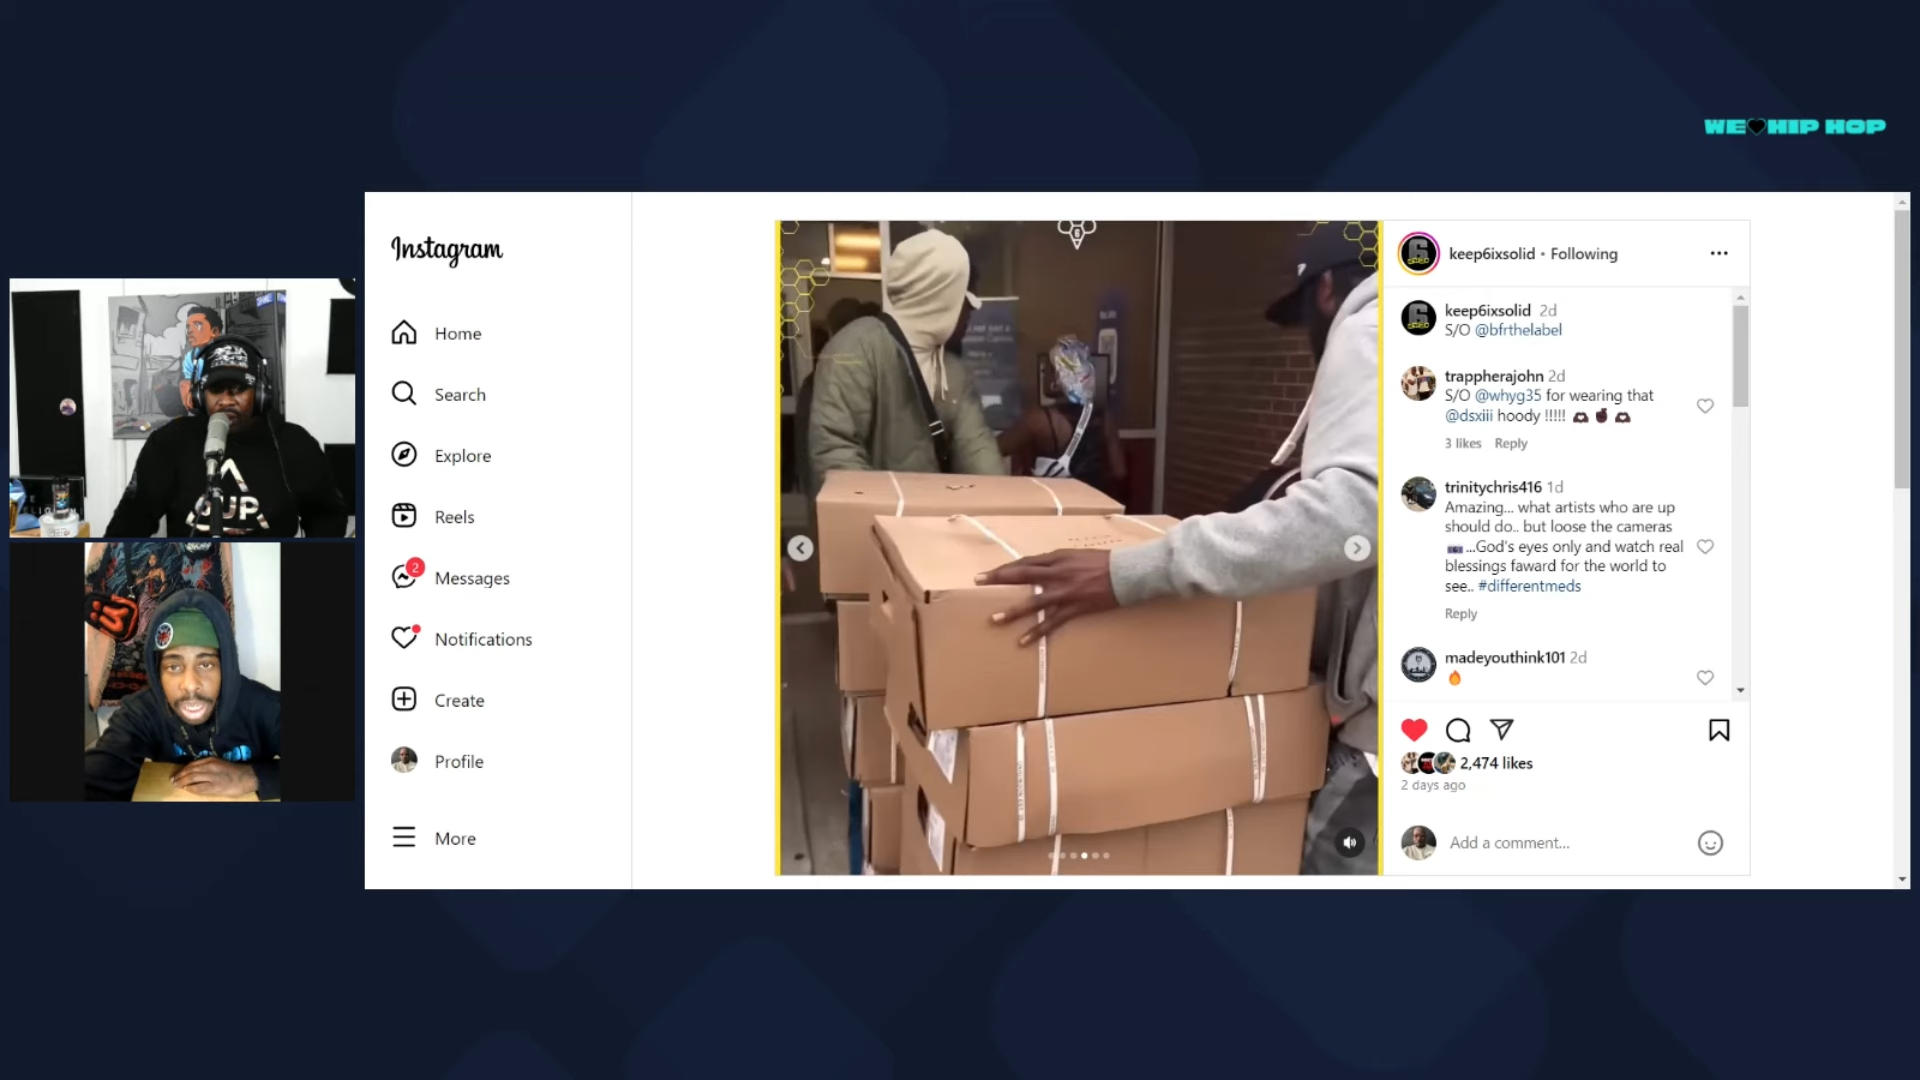 WE HIP HOP
Instagram
Home
Search
Explore
Reels
2
Messages
Notifications
Create
Profile
More
6
keep6ixsolid • Following
keep6ixsolid 2d
S/O @bfrthelabel
trappherajohn 2d
S/O @whyg35 for wearing that
@dsxiii hoody !!!!!
3 likes Reply
trinitychris416 1d
Amazing... what artists who are up
should do.. but loose the cameras
...God's eyes only and watch real
blessings faward for the world to
see.. #differentmeds
Reply
madeyouthink101 2d
2,474 likes
2 days ago
Add a comment...
UP